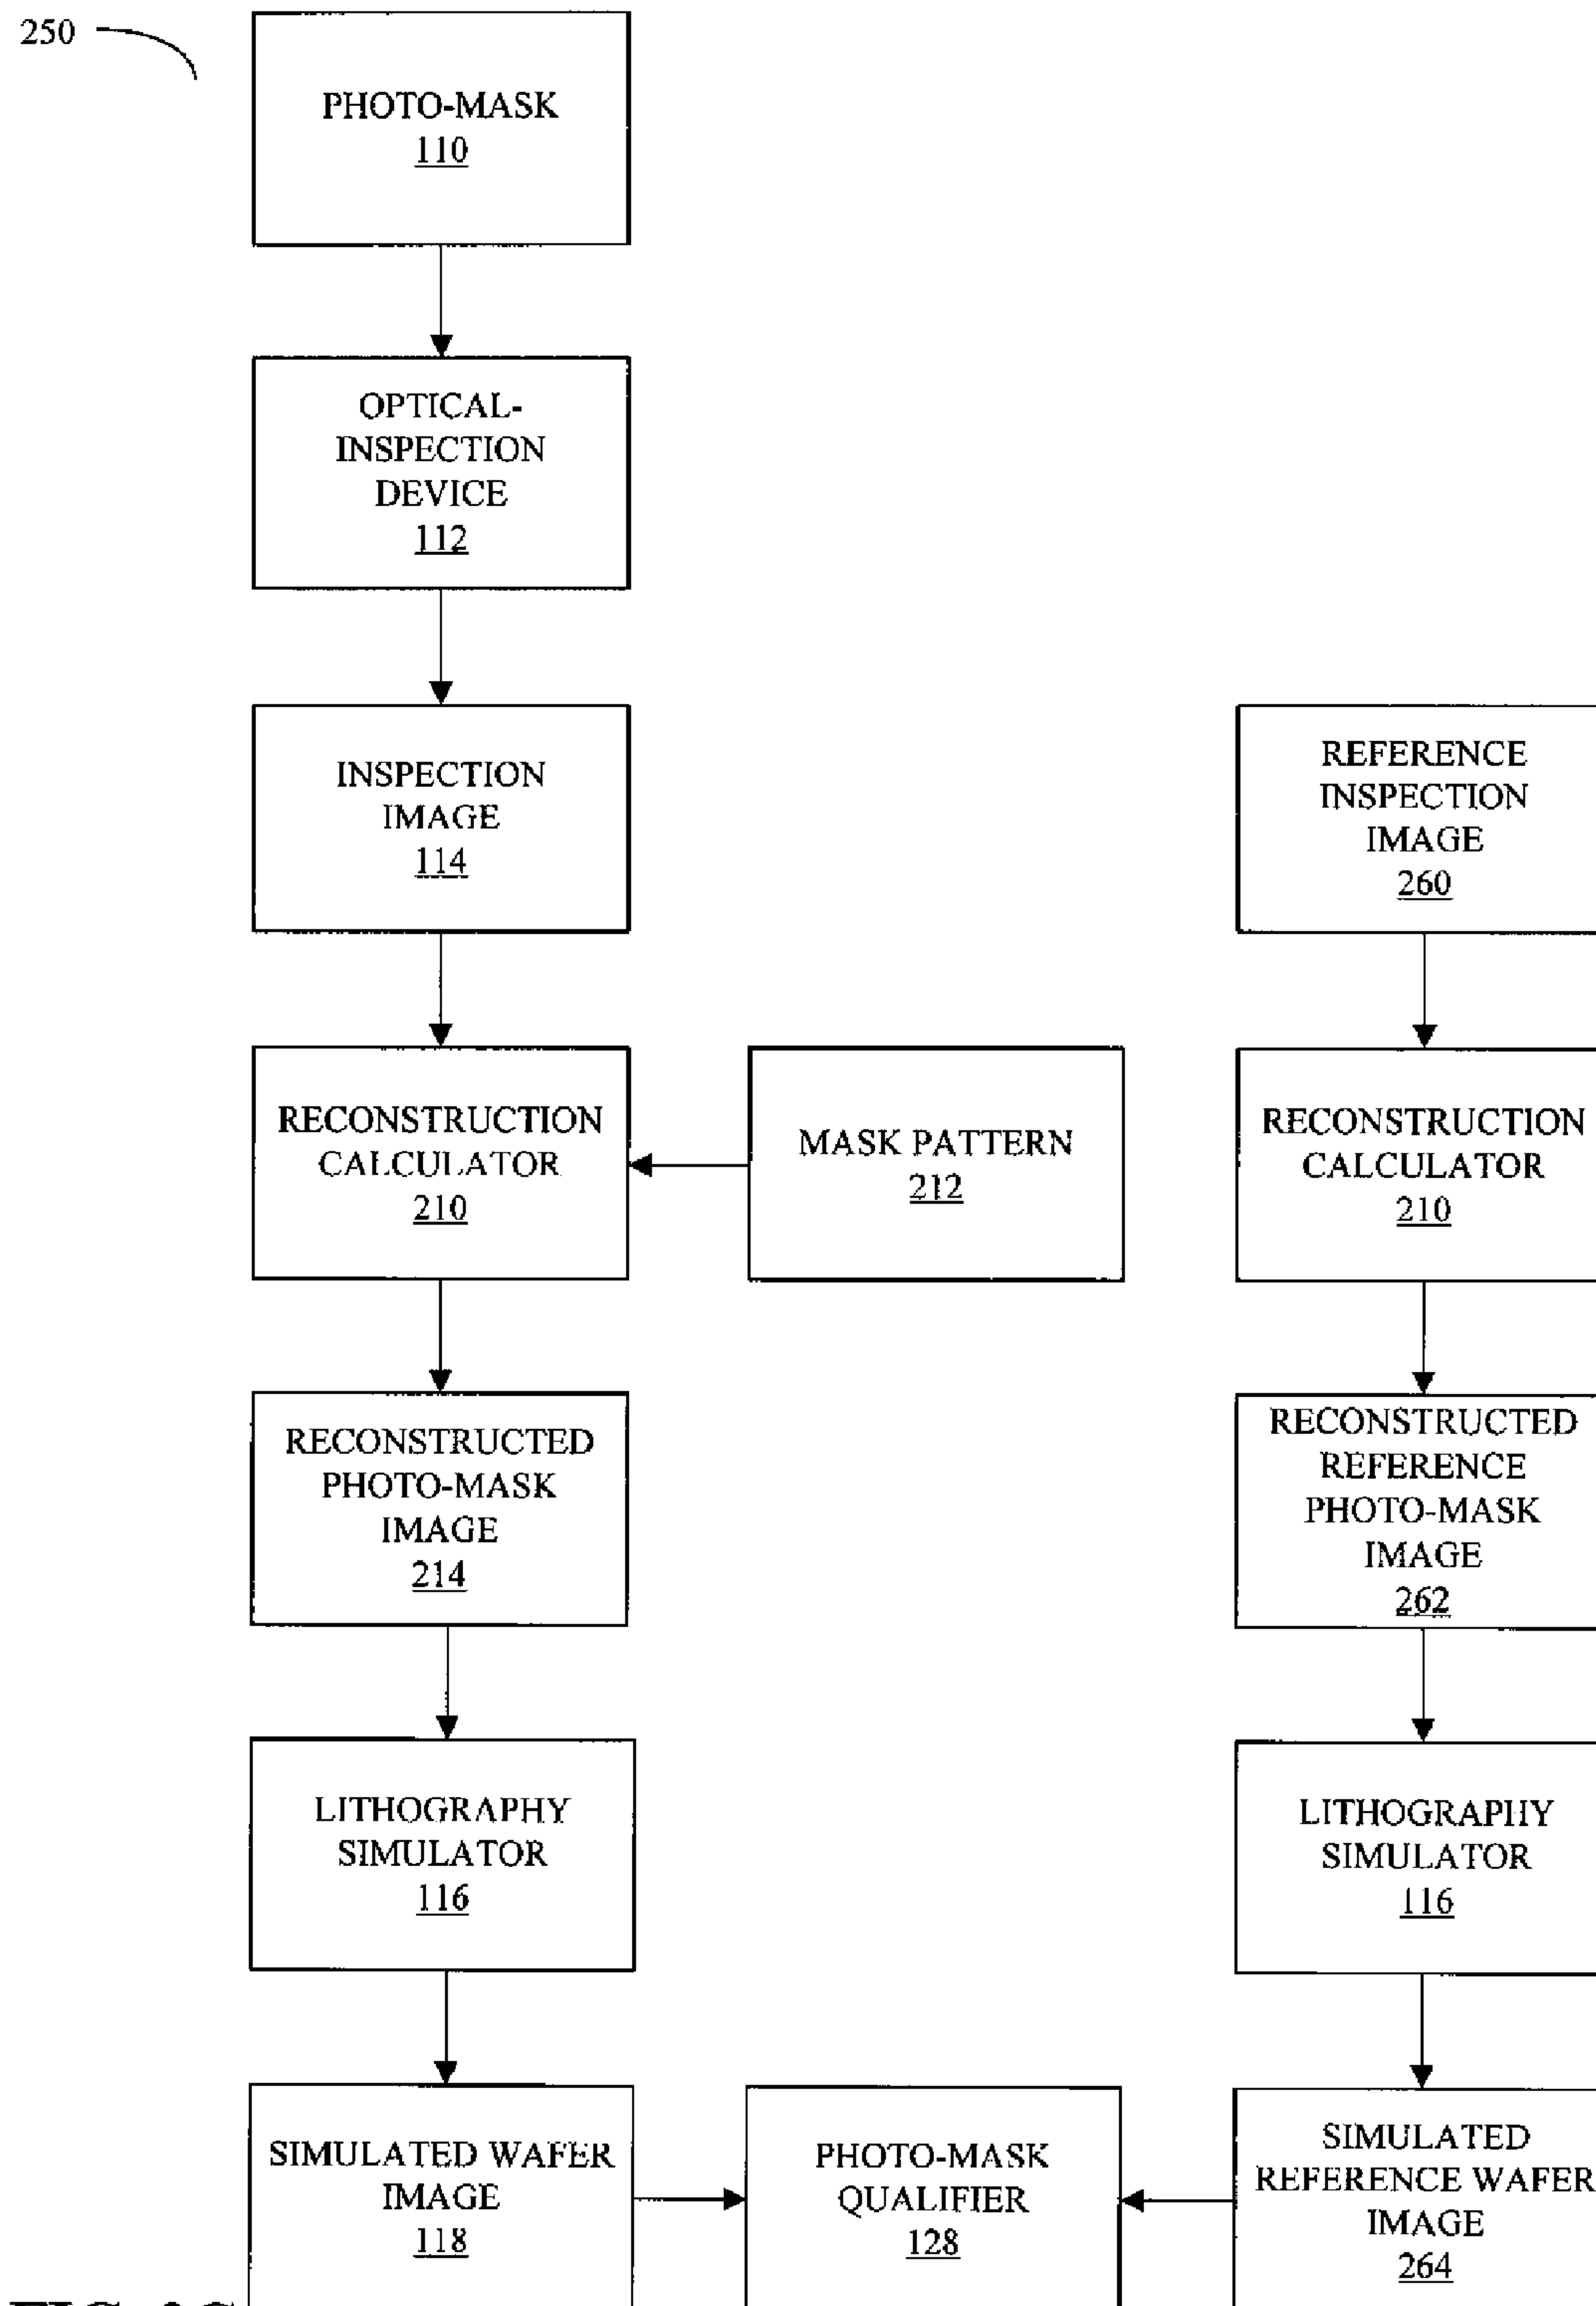 250
PHOTO-MASK
110
OPTICAL-
INSPECTION
DEVICE
112
INSPECTION
IMAGE
114
REFERENCE
INSPECTION
IMAGE
260
RECONSTRUCTION
CALCULATOR
210
MASK PATTERN
212
RECONSTRUCTION
CALCULATOR
210
RECONSTRUCTED
PHOTO-MASK
IMAGE
214
RECONSTRUCTED
REFERENCE
PHOTO-MASK
IMAGE
262
LITHOGRAPHY
SIMULATOR
116
LITHOGRAPHY
SIMULATOR
116
SIMULATED WAFER
IMAGE
118
PHOTO-MASK
QUALIFIER
128
SIMULATED
REFERENCE WAFER
IMAGE
264